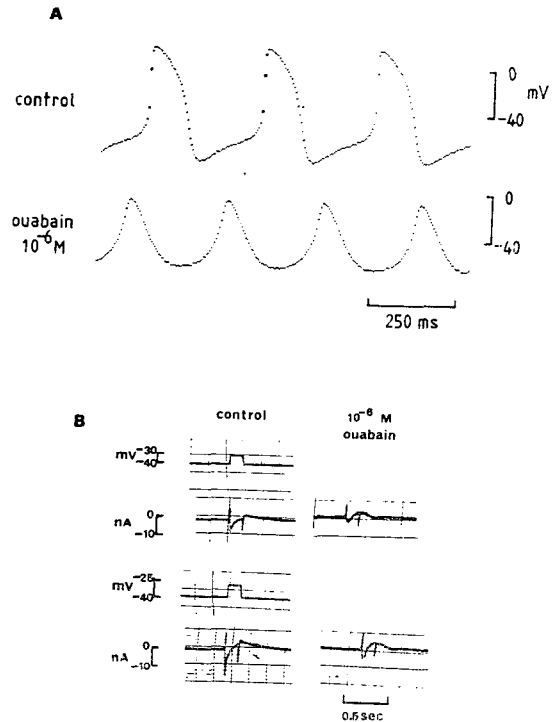 A
control
0
mV
-40
ouabain
10⁻⁶ M
0
-40
250 ms
B
control
10⁻⁶ M
ouabain
mV -30
-40
nA 0
-10
mV -25
-40
nA 0
-10
0.5sec